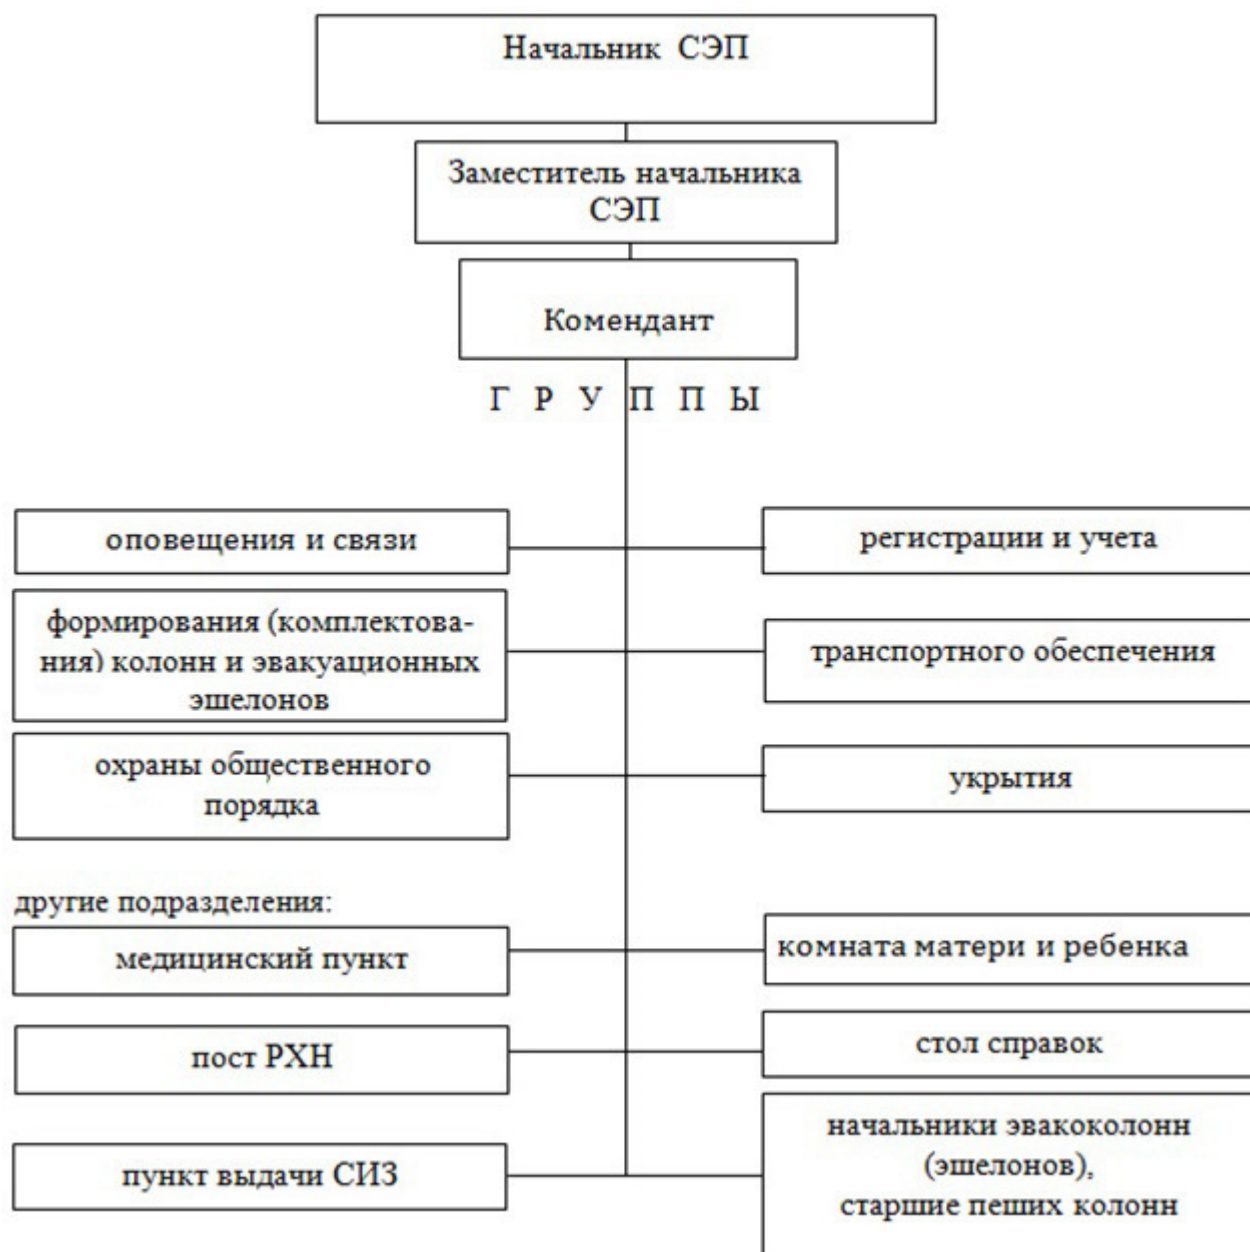 Начальник СЭП
Заместитель начальника
СЭП
Комендант
Г Р У П П Ы
оповещения и связи
регистрации и учета
формирования (комплектова-
ния) колонн и эвакуационных
эшелонов
транспортного обеспечения
охраны общественного
порядка
укрытия
другие подразделения:
медицинский пункт
комната матери и ребенка
пост РХН
стол справок
пункт выдачи СИЗ
начальники эвакоколонн
(эшелонов),
старшие пеших колонн